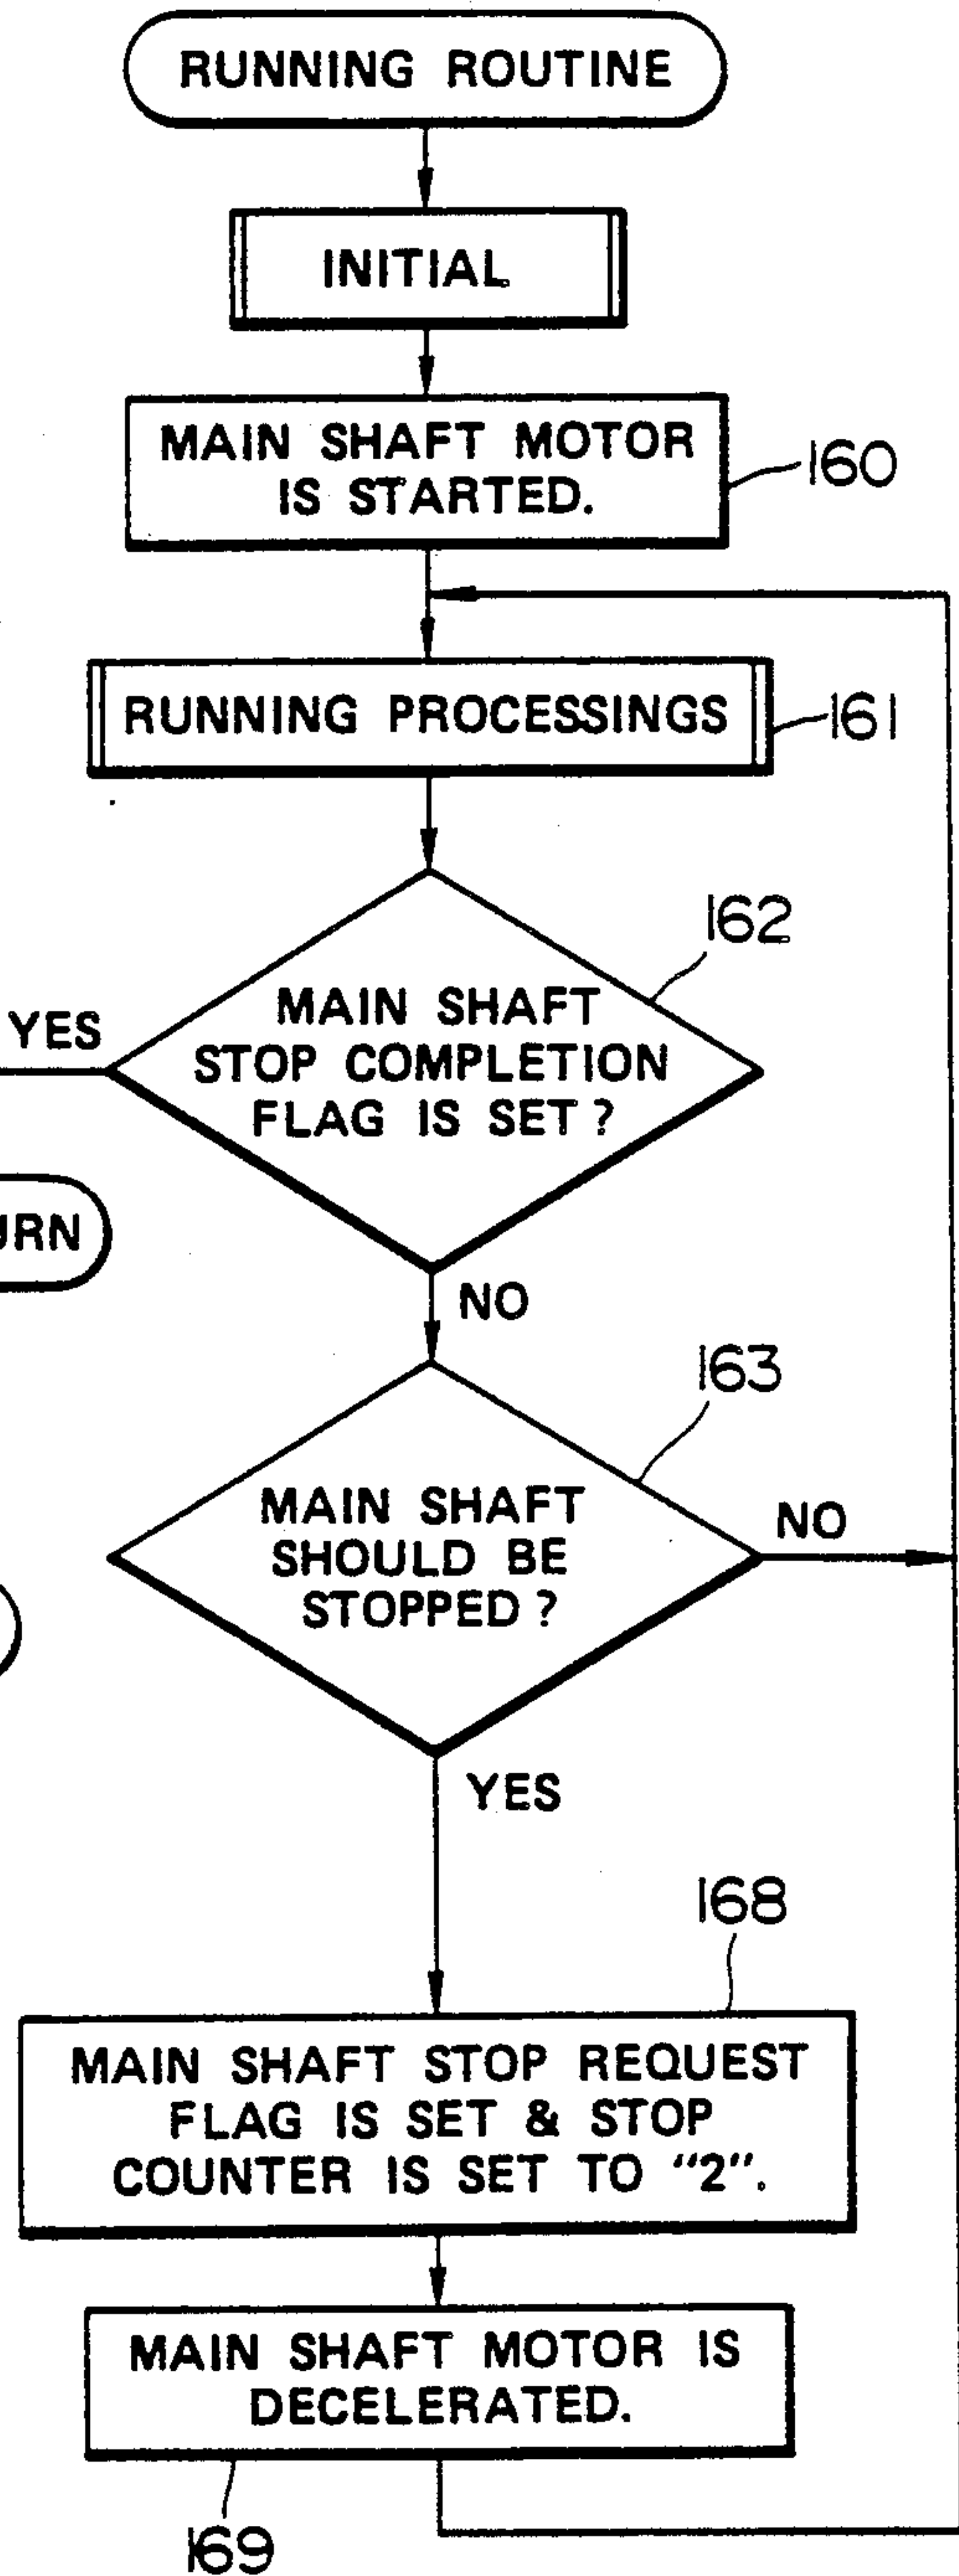 RUNNING ROUTINE
INITIAL
MAIN SHAFT MOTOR
IS STARTED.
160
RUNNING PROCESSINGS
161
162
MAIN SHAFT
STOP COMPLETION
FLAG IS SET ?
YES
URN
NO
163
MAIN SHAFT
SHOULD BE
STOPPED ?
NO
YES
168
MAIN SHAFT STOP REQUEST
FLAG IS SET & STOP
COUNTER IS SET TO “2”.
MAIN SHAFT MOTOR IS
DECELERATED.
169